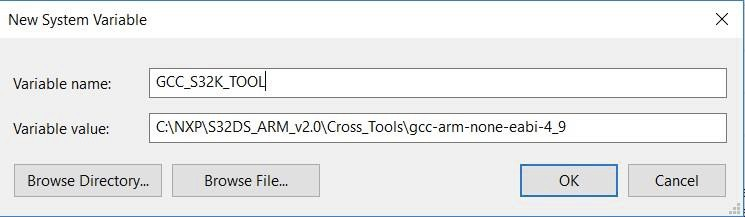 New System Variable
Variable name: GCC_S32K_TOOL
Variable value: C:\NXP\S32DS_ARM_v2.0\Cross_Tools\gcc-arm-none-eabi-4_9
Browse Directory... Browse File... OK Cancel